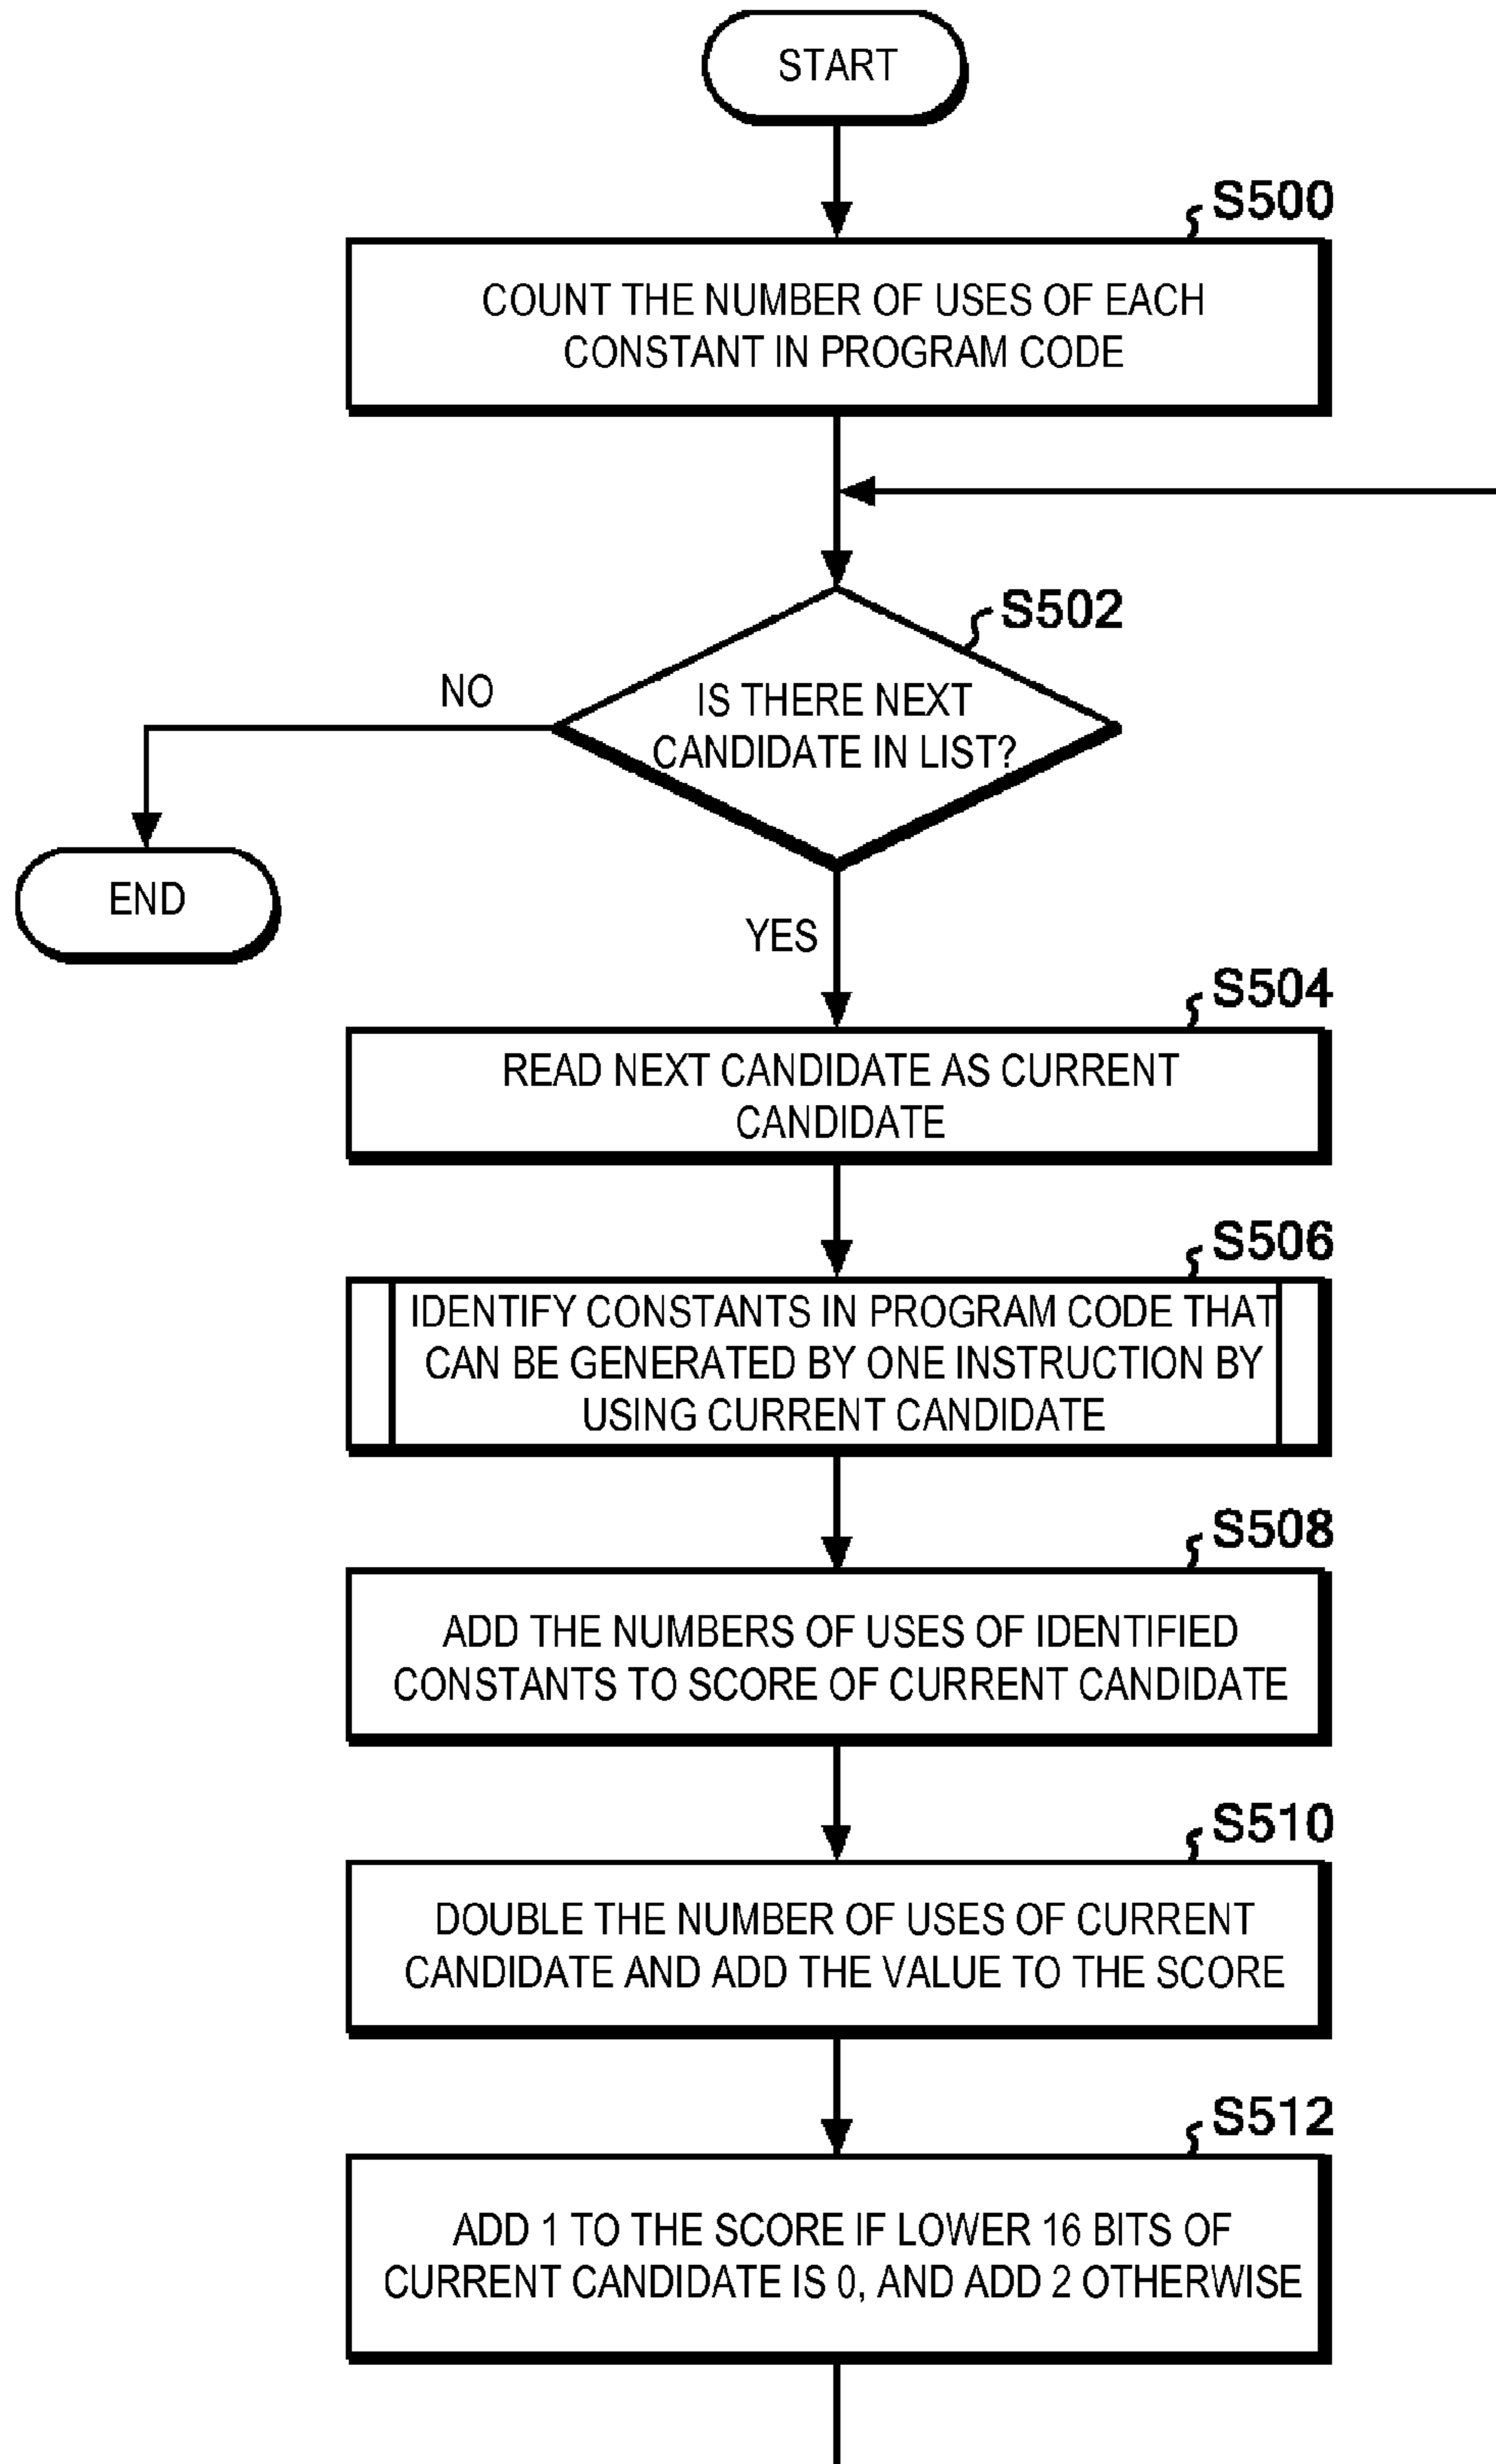 START
S500
COUNT THE NUMBER OF USES OF EACH
CONSTANT IN PROGRAM CODE
S502
IS THERE NEXT
CANDIDATE IN LIST?
NO
END
YES
S504
READ NEXT CANDIDATE AS CURRENT
CANDIDATE
S506
IDENTIFY CONSTANTS IN PROGRAM CODE THAT
CAN BE GENERATED BY ONE INSTRUCTION BY
USING CURRENT CANDIDATE
S508
ADD THE NUMBERS OF USES OF IDENTIFIED
CONSTANTS TO SCORE OF CURRENT CANDIDATE
S510
DOUBLE THE NUMBER OF USES OF CURRENT
CANDIDATE AND ADD THE VALUE TO THE SCORE
S512
ADD 1 TO THE SCORE IF LOWER 16 BITS OF
CURRENT CANDIDATE IS 0, AND ADD 2 OTHERWISE